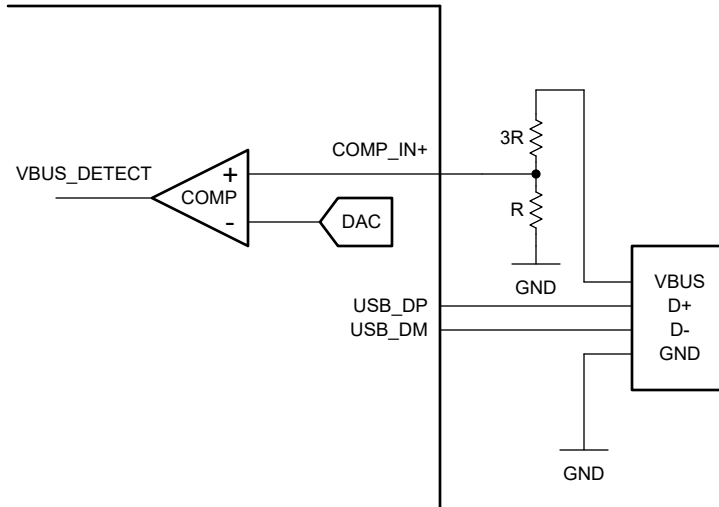 3R
COMP_IN+
VBUS_DETECT
+
COMP
-
DAC
R
GND
VBUS
USB_DP
D+
USB_DM
D-
GND
GND